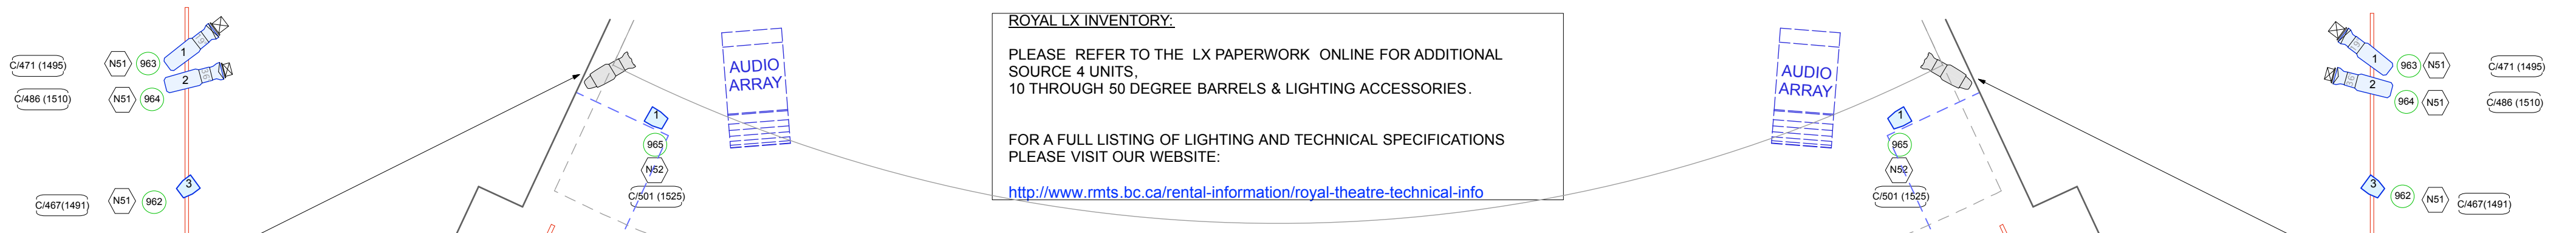 ROYAL LX INVENTORY:
PLEASE REFER TO THE LX PAPERWORK ONLINE FOR ADDITIONAL
SOURCE 4 UNITS,
10 THROUGH 50 DEGREE BARRELS & LIGHTING ACCESSORIES.
FOR A FULL LISTING OF LIGHTING AND TECHNICAL SPECIFICATIONS
PLEASE VISIT OUR WEBSITE:
http://www.rmts.bc.ca/rental-information/royal-theatre-technical-info
C/471 (1495) N51 963 1
C/486 (1510) N51 964 2
C/467(1491) N51 962 3
1
965
N52
C/501 (1525)
AUDIO
ARRAY
AUDIO
ARRAY
1
965
N52
C/501 (1525)
1 963 N51 C/471 (1495)
2 964 N51 C/486 (1510)
3 962 N51 C/467(1491)